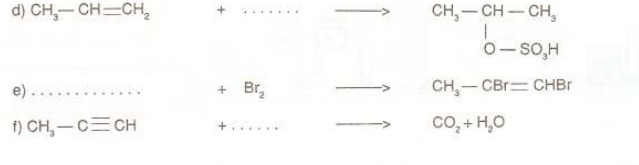 d) CH₃—CH=CH₂ + ....... ⟶ CH₃—CH—CH₃
|
O—SO₃H
e) ............. + Br₂ ⟶ CH₃—CBr=CHBr
f) CH₃—C≡CH +...... ⟶ CO₂+H₂O